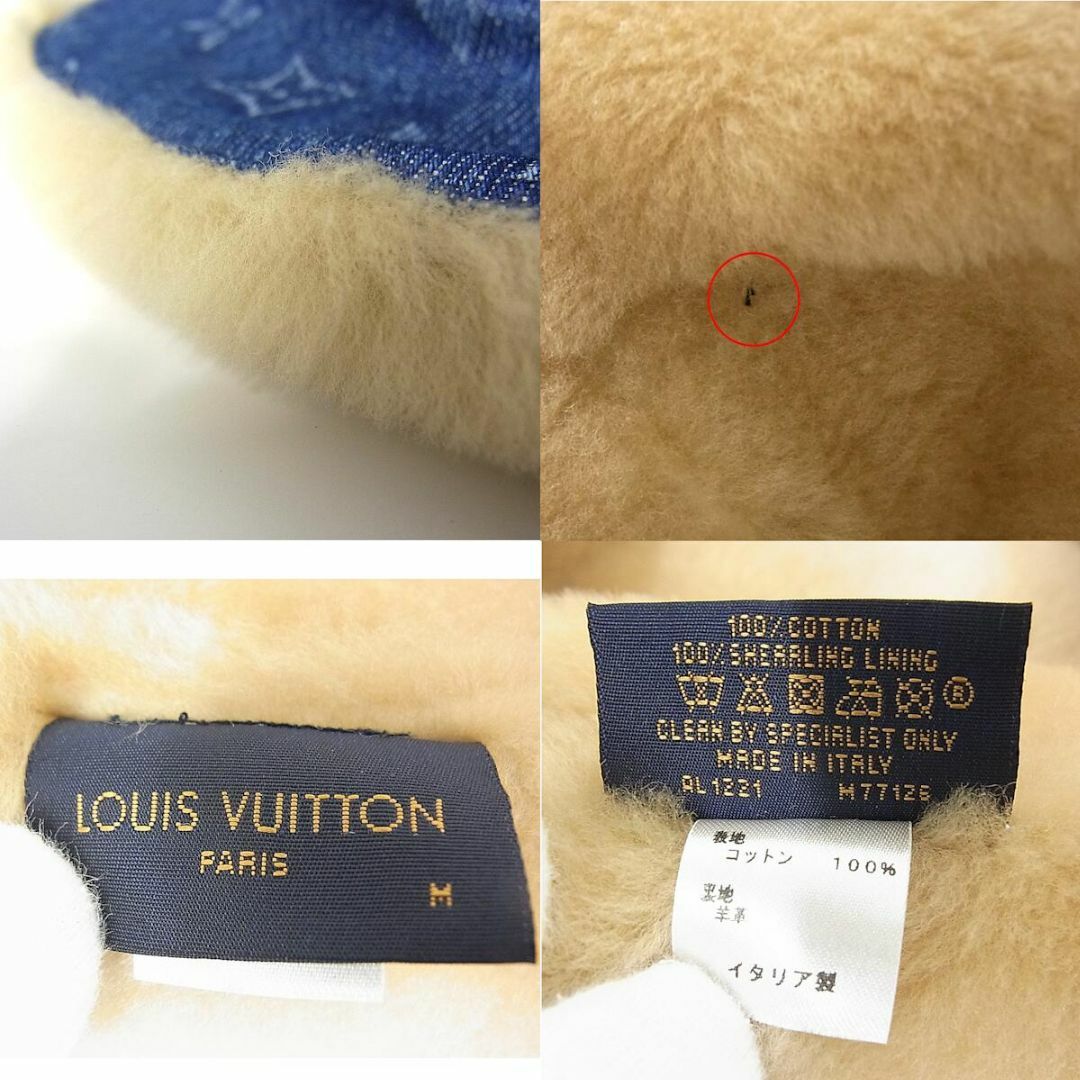 LOUIS VUITTON
PARIS
M
100% COTTON
100% SHEARLING LINING
CLEAN BY SPECIALIST ONLY
MADE IN ITALY
AL1221 M77126
表地
コットン 100%
裏地
羊革
イタリア製